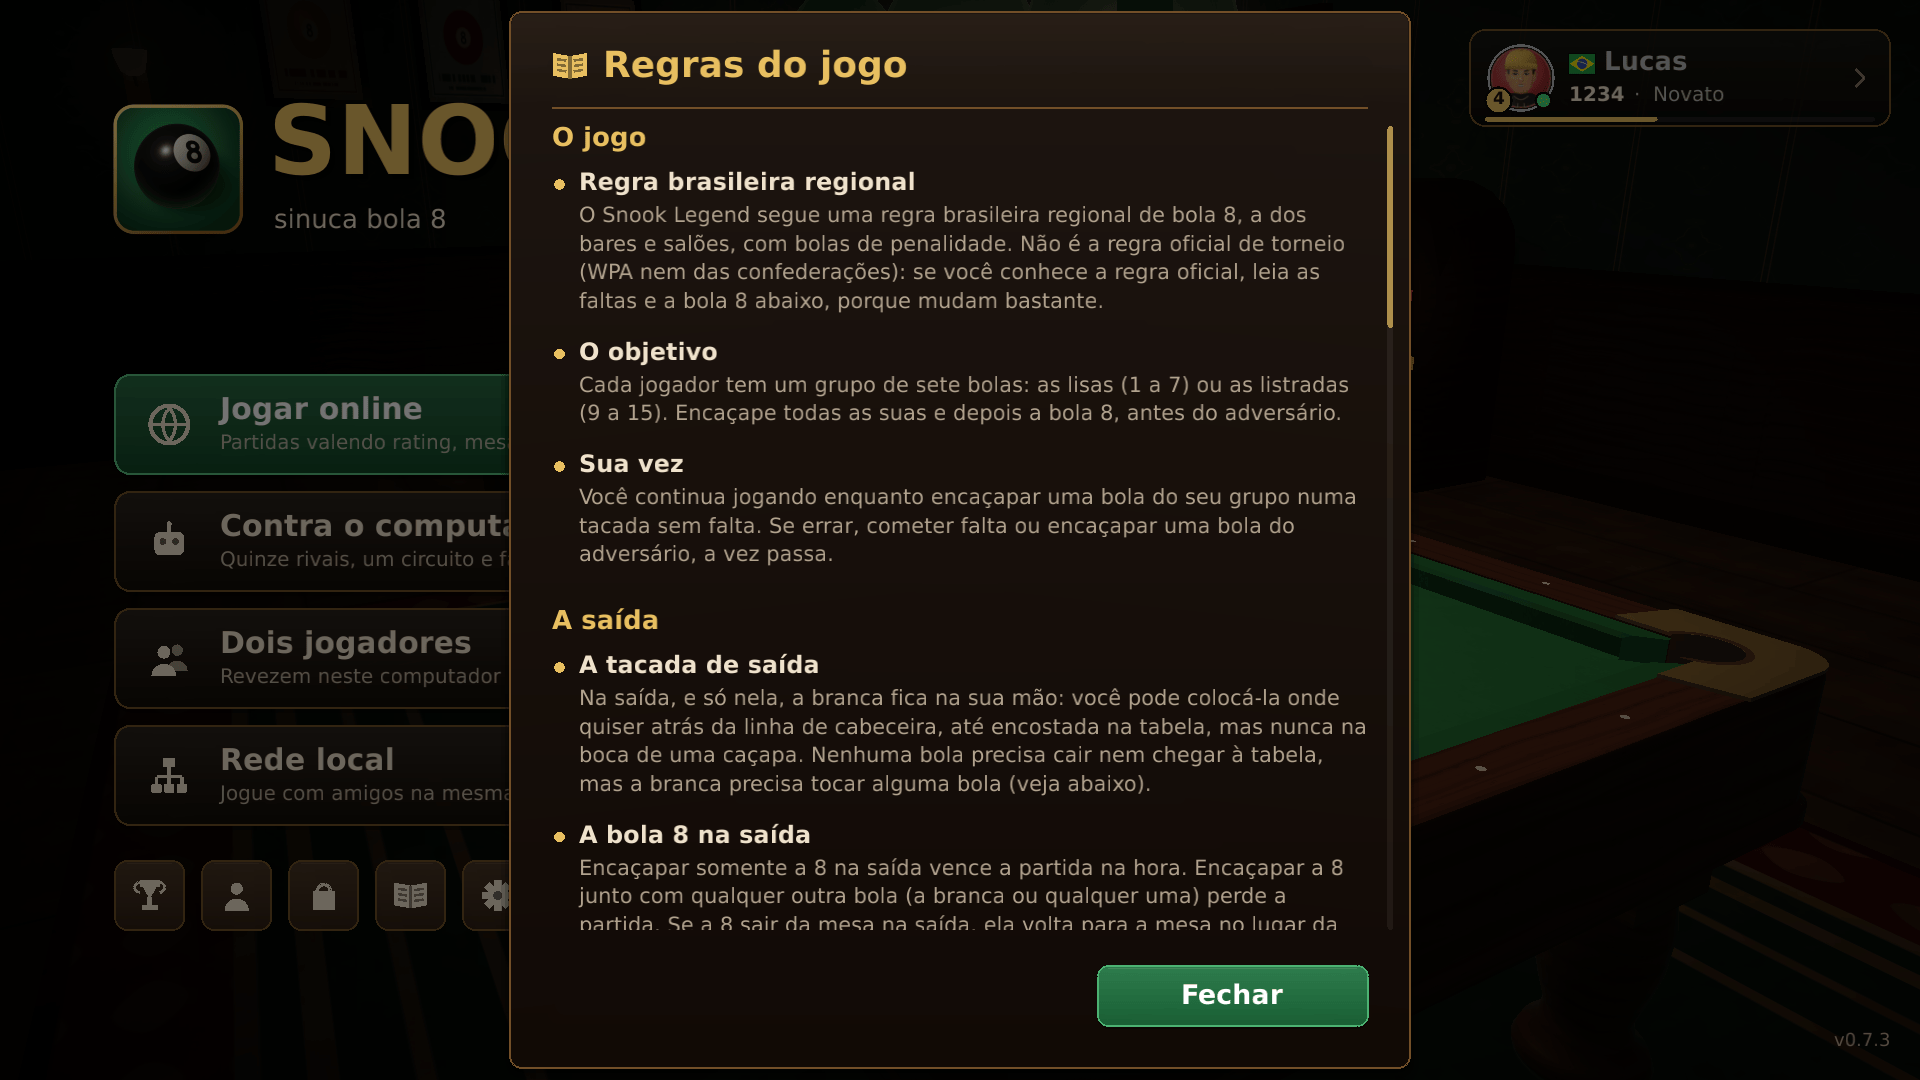 Regras do jogo
O jogo
Regra brasileira regional
O Snook Legend segue uma regra brasileira regional de bola 8, a dos
bares e salões, com bolas de penalidade. Não é a regra oficial de torneio
(WPA nem das confederações): se você conhece a regra oficial, leia as
faltas e a bola 8 abaixo, porque mudam bastante.
O objetivo
Cada jogador tem um grupo de sete bolas: as lisas (1 a 7) ou as listradas
(9 a 15). Encaçape todas as suas e depois a bola 8, antes do adversário.
Sua vez
Você continua jogando enquanto encaçapar uma bola do seu grupo numa
tacada sem falta. Se errar, cometer falta ou encaçapar uma bola do
adversário, a vez passa.
A saída
A tacada de saída
Na saída, e só nela, a branca fica na sua mão: você pode colocá-la onde
quiser atrás da linha de cabeceira, até encostada na tabela, mas nunca na
boca de uma caçapa. Nenhuma bola precisa cair nem chegar à tabela,
mas a branca precisa tocar alguma bola (veja abaixo).
A bola 8 na saída
Encaçapar somente a 8 na saída vence a partida na hora. Encaçapar a 8
junto com qualquer outra bola (a branca ou qualquer uma) perde a
partida. Se a 8 sair da mesa na saída, ela volta para a mesa no lugar da
Fechar
8
SNO
sinuca bola 8
Jogar online
Partidas valendo rating, mes
Contra o computa
Quinze rivais, um circuito e f
Dois jogadores
Revezem neste computador
Rede local
Jogue com amigos na mesma
Lucas
4
1234 · Novato
v0.7.3